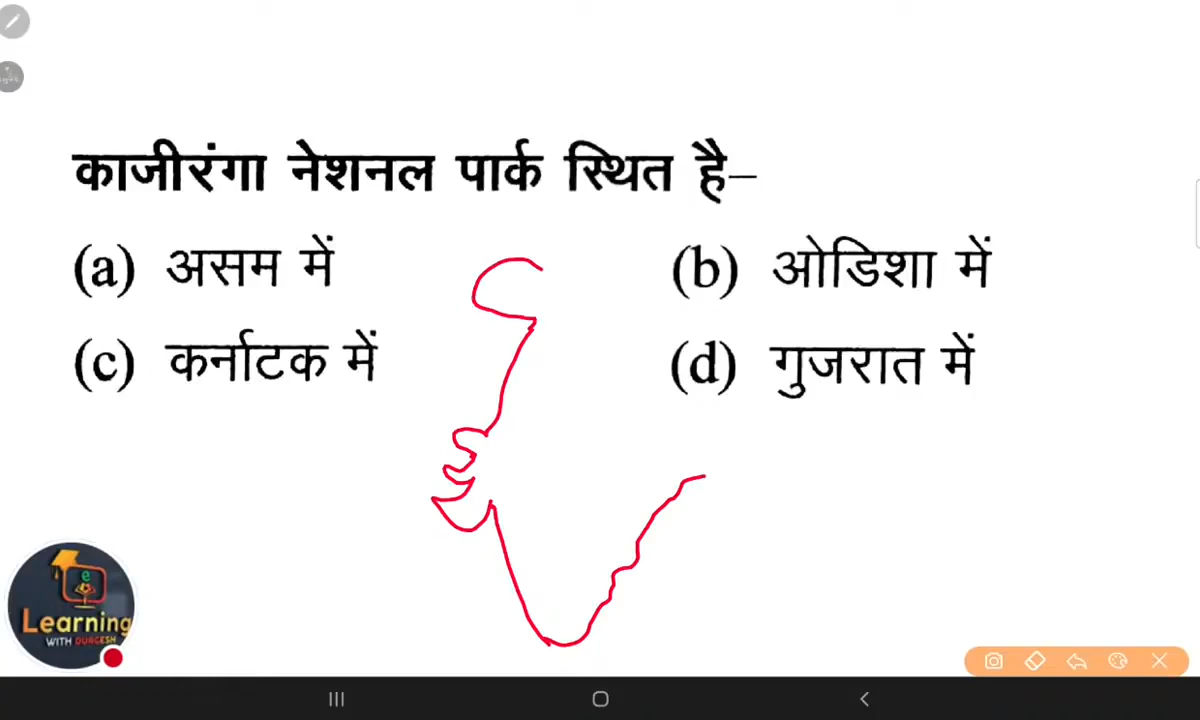 काजीरंगा नेशनल पार्क स्थित है–
(a) असम में (b) ओडिशा में
(c) कर्नाटक में (d) गुजरात में
e
Learning
WITH DURGESH